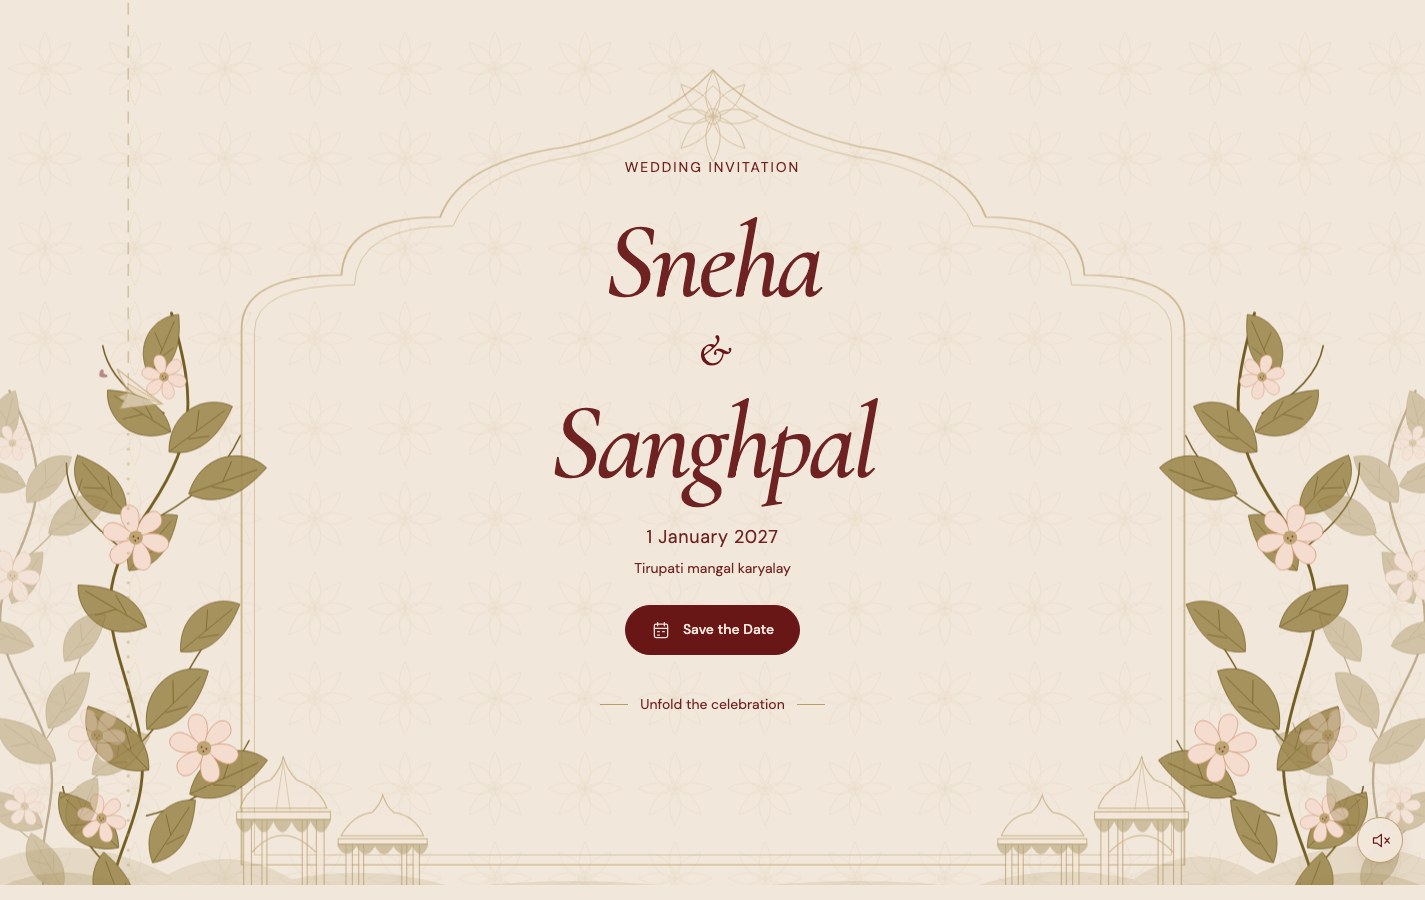 WEDDING INVITATION
Sneha
&
Sanghpal
1 January 2027
Tirupati mangal karyalay
Save the Date
Unfold the celebration